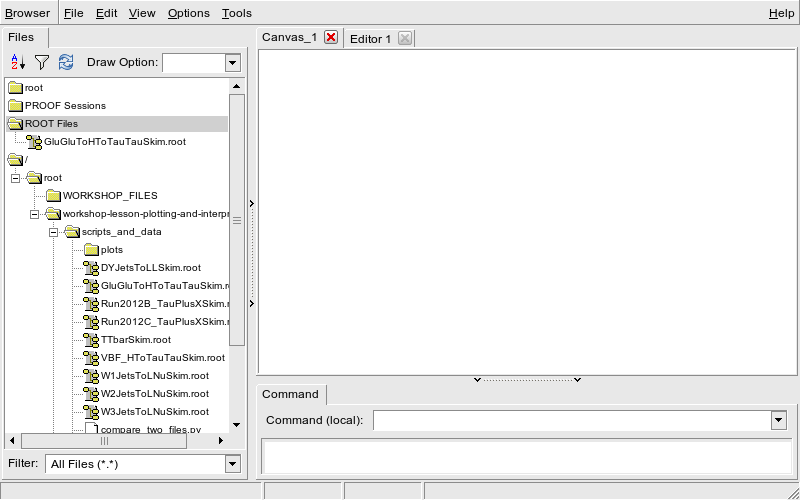 Browser File Edit View Options Tools Help
Files
Canvas_1 Editor 1
Draw Option:
root
PROOF Sessions
ROOT Files
GluGluToHToTauTauSkim.root
/
root
WORKSHOP_FILES
workshop-lesson-plotting-and-interpr
scripts_and_data
plots
DYJetsToLLSkim.root
GluGluToHToTauTauSkim.r
Run2012B_TauPlusXSkim.r
Run2012C_TauPlusXSkim.r
TTbarSkim.root
VBF_HToTauTauSkim.root
W1JetsToLNuSkim.root
W2JetsToLNuSkim.root
W3JetsToLNuSkim.root
compare_two_files.py
Filter: All Files (*.*)
Command
Command (local):